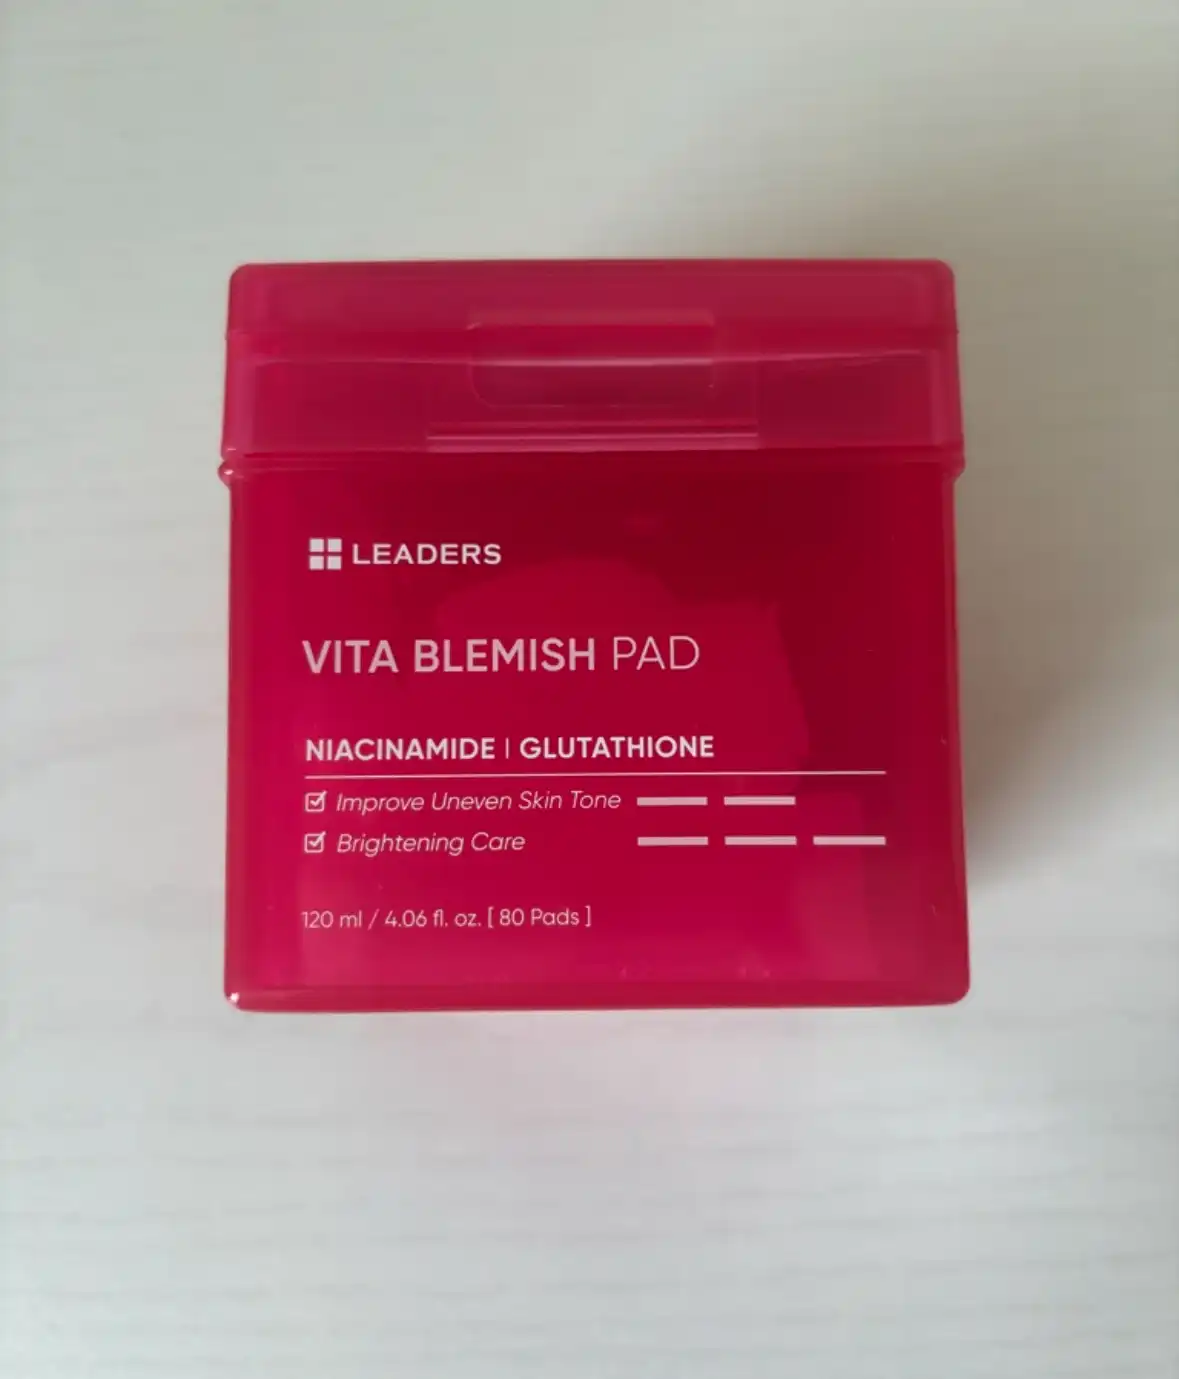 LEADERS
VITA BLEMISH PAD
NIACINAMIDE | GLUTATHIONE
Improve Uneven Skin Tone
Brightening Care
120 ml / 4.06 fl. oz. [ 80 Pads ]